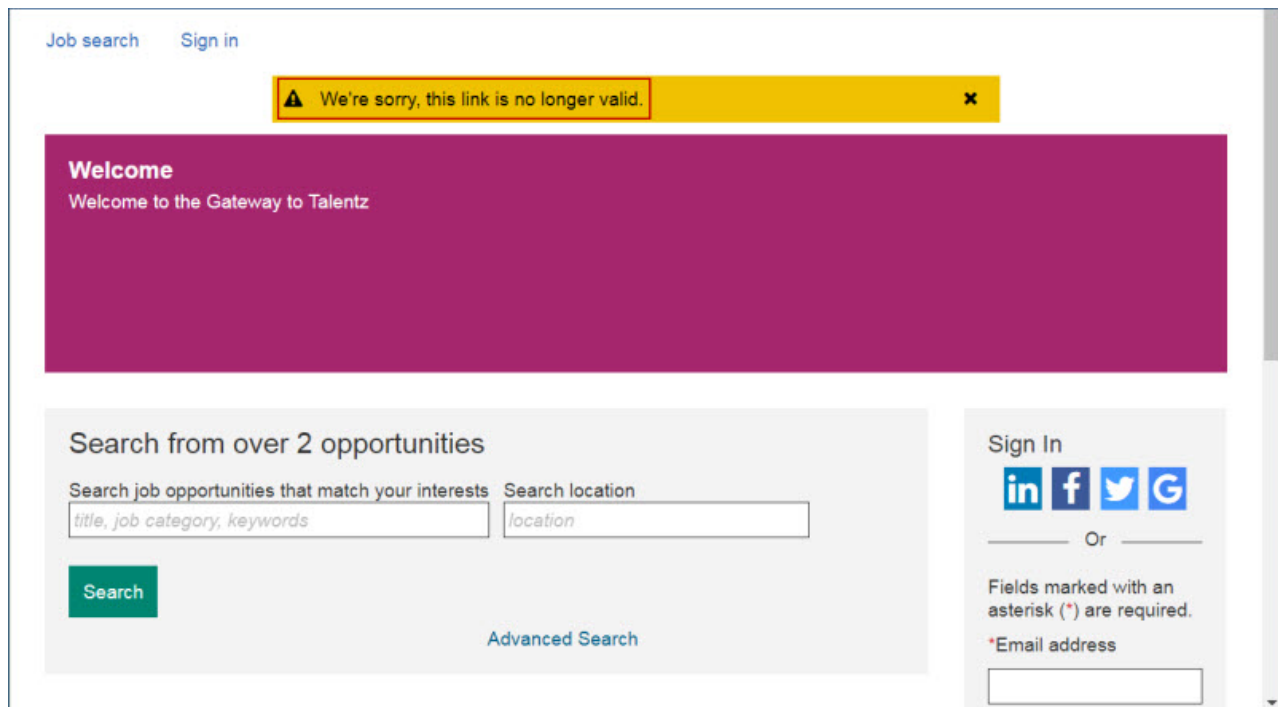 Job search Sign in
We're sorry, this link is no longer valid.
Welcome
Welcome to the Gateway to Talentz
Search from over 2 opportunities
Search job opportunities that match your interests Search location
title, job category, keywords location
Search
Advanced Search
Sign In
in f G
Or
Fields marked with an
asterisk (*) are required.
*Email address